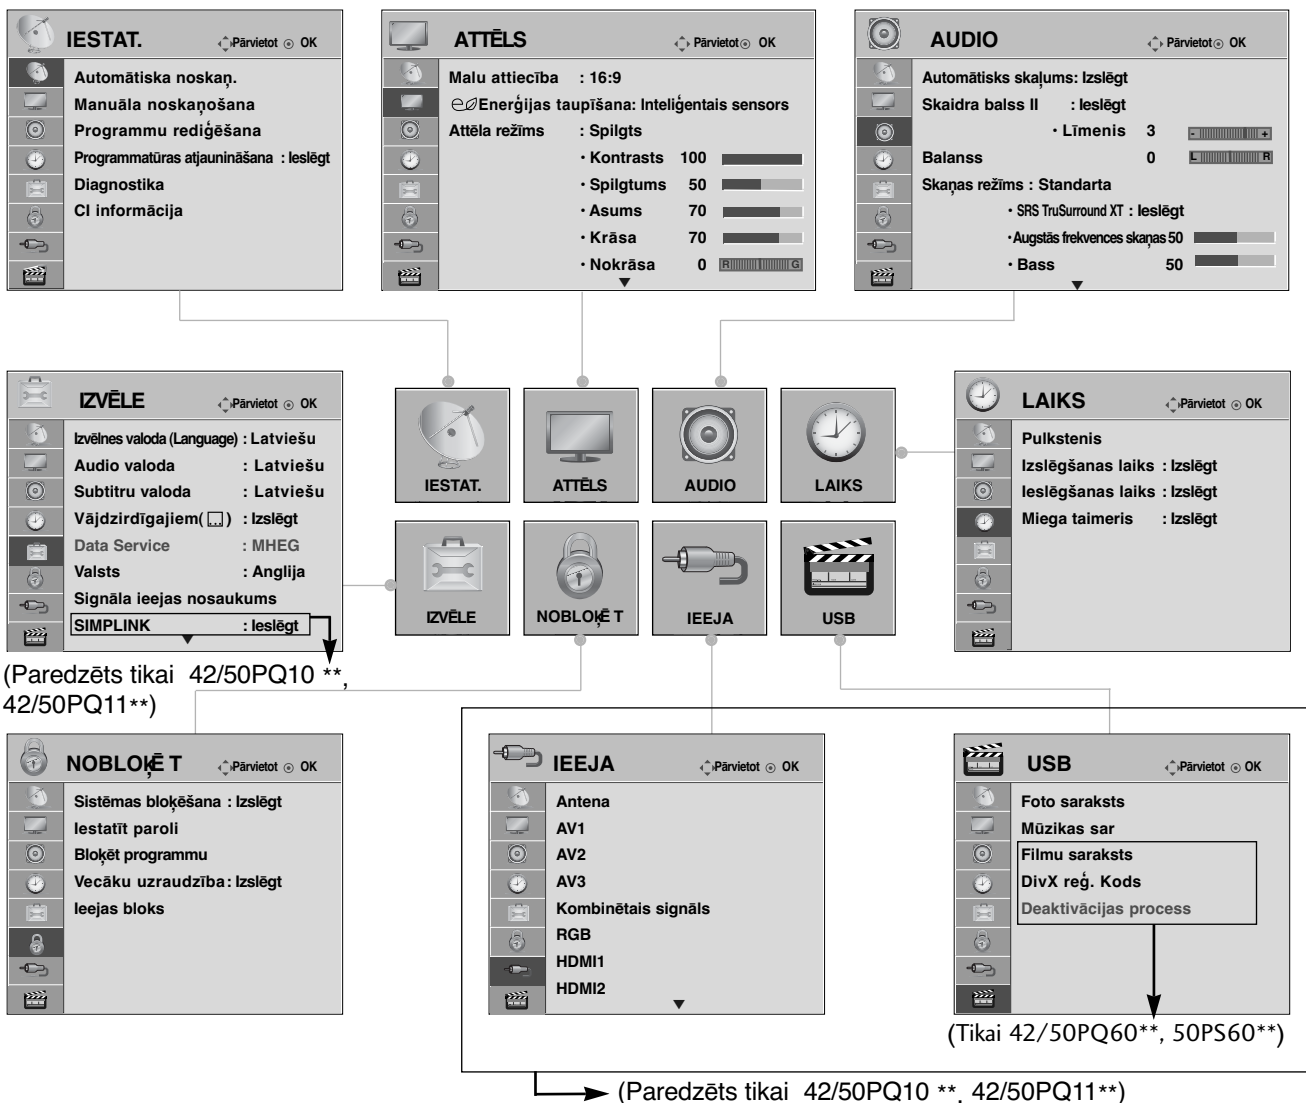 IESTAT.
Pārvietot OK
Automātiska noskaņ.
Manuāla noskaņošana
Programmu rediģēšana
Programmatūras atjaunināšana : Ieslēgt
Diagnostika
CI informācija
ATTĒLS
Pārvietot OK
Malu attiecība : 16:9
Enerģijas taupīšana: Inteliģentais sensors
Attēla režīms : Spilgts
• Kontrasts 100
• Spilgtums 50
• Asums 70
• Krāsa 70
• Nokrāsa 0 R G
AUDIO
Pārvietot OK
Automātisks skaļums: Izslēgt
Skaidra balss II : Ieslēgt
• Līmenis 3 - +
Balanss 0 L R
Skaņas režīms : Standarta
• SRS TruSurround XT : Ieslēgt
• Augstās frekvences skaņas 50
• Bass 50
IZVĒLE
Pārvietot OK
Izvēlnes valoda (Language) : Latviešu
Audio valoda : Latviešu
Subtitru valoda : Latviešu
Vājdzirdīgajiem( ) : Izslēgt
Data Service : MHEG
Valsts : Anglija
Signāla ieejas nosaukums
SIMPLINK : Ieslēgt
(Paredzēts tikai 42/50PQ10 **,
42/50PQ11**)
IESTAT.
ATTĒLS
AUDIO
LAIKS
IZVĒLE
NOBLOĶĒ T
IEEJA
USB
LAIKS
Pārvietot OK
Pulkstenis
Izslēgšanas laiks : Izslēgt
Ieslēgšanas laiks : Izslēgt
Miega taimeris : Izslēgt
NOBLOĶĒ T
Pārvietot OK
Sistēmas bloķēšana : Izslēgt
Iestatīt paroli
Bloķēt programmu
Vecāku uzraudzība: Izslēgt
Ieejas bloks
IEEJA
Pārvietot OK
Antena
AV1
AV2
AV3
Kombinētais signāls
RGB
HDMI1
HDMI2
USB
Pārvietot OK
Foto saraksts
Mūzikas sar
Filmu saraksts
DivX reģ. Kods
Deaktivācijas process
(Tikai 42/50PQ60**, 50PS60**)
(Paredzēts tikai 42/50PQ10 **, 42/50PQ11**)